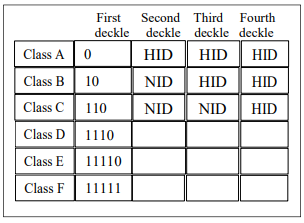 First Second Third Fourth
deckle deckle deckle deckle
Class A 0 HID HID HID
Class B 10 NID HID HID
Class C 110 NID NID HID
Class D 1110
Class E 11110
Class F 11111